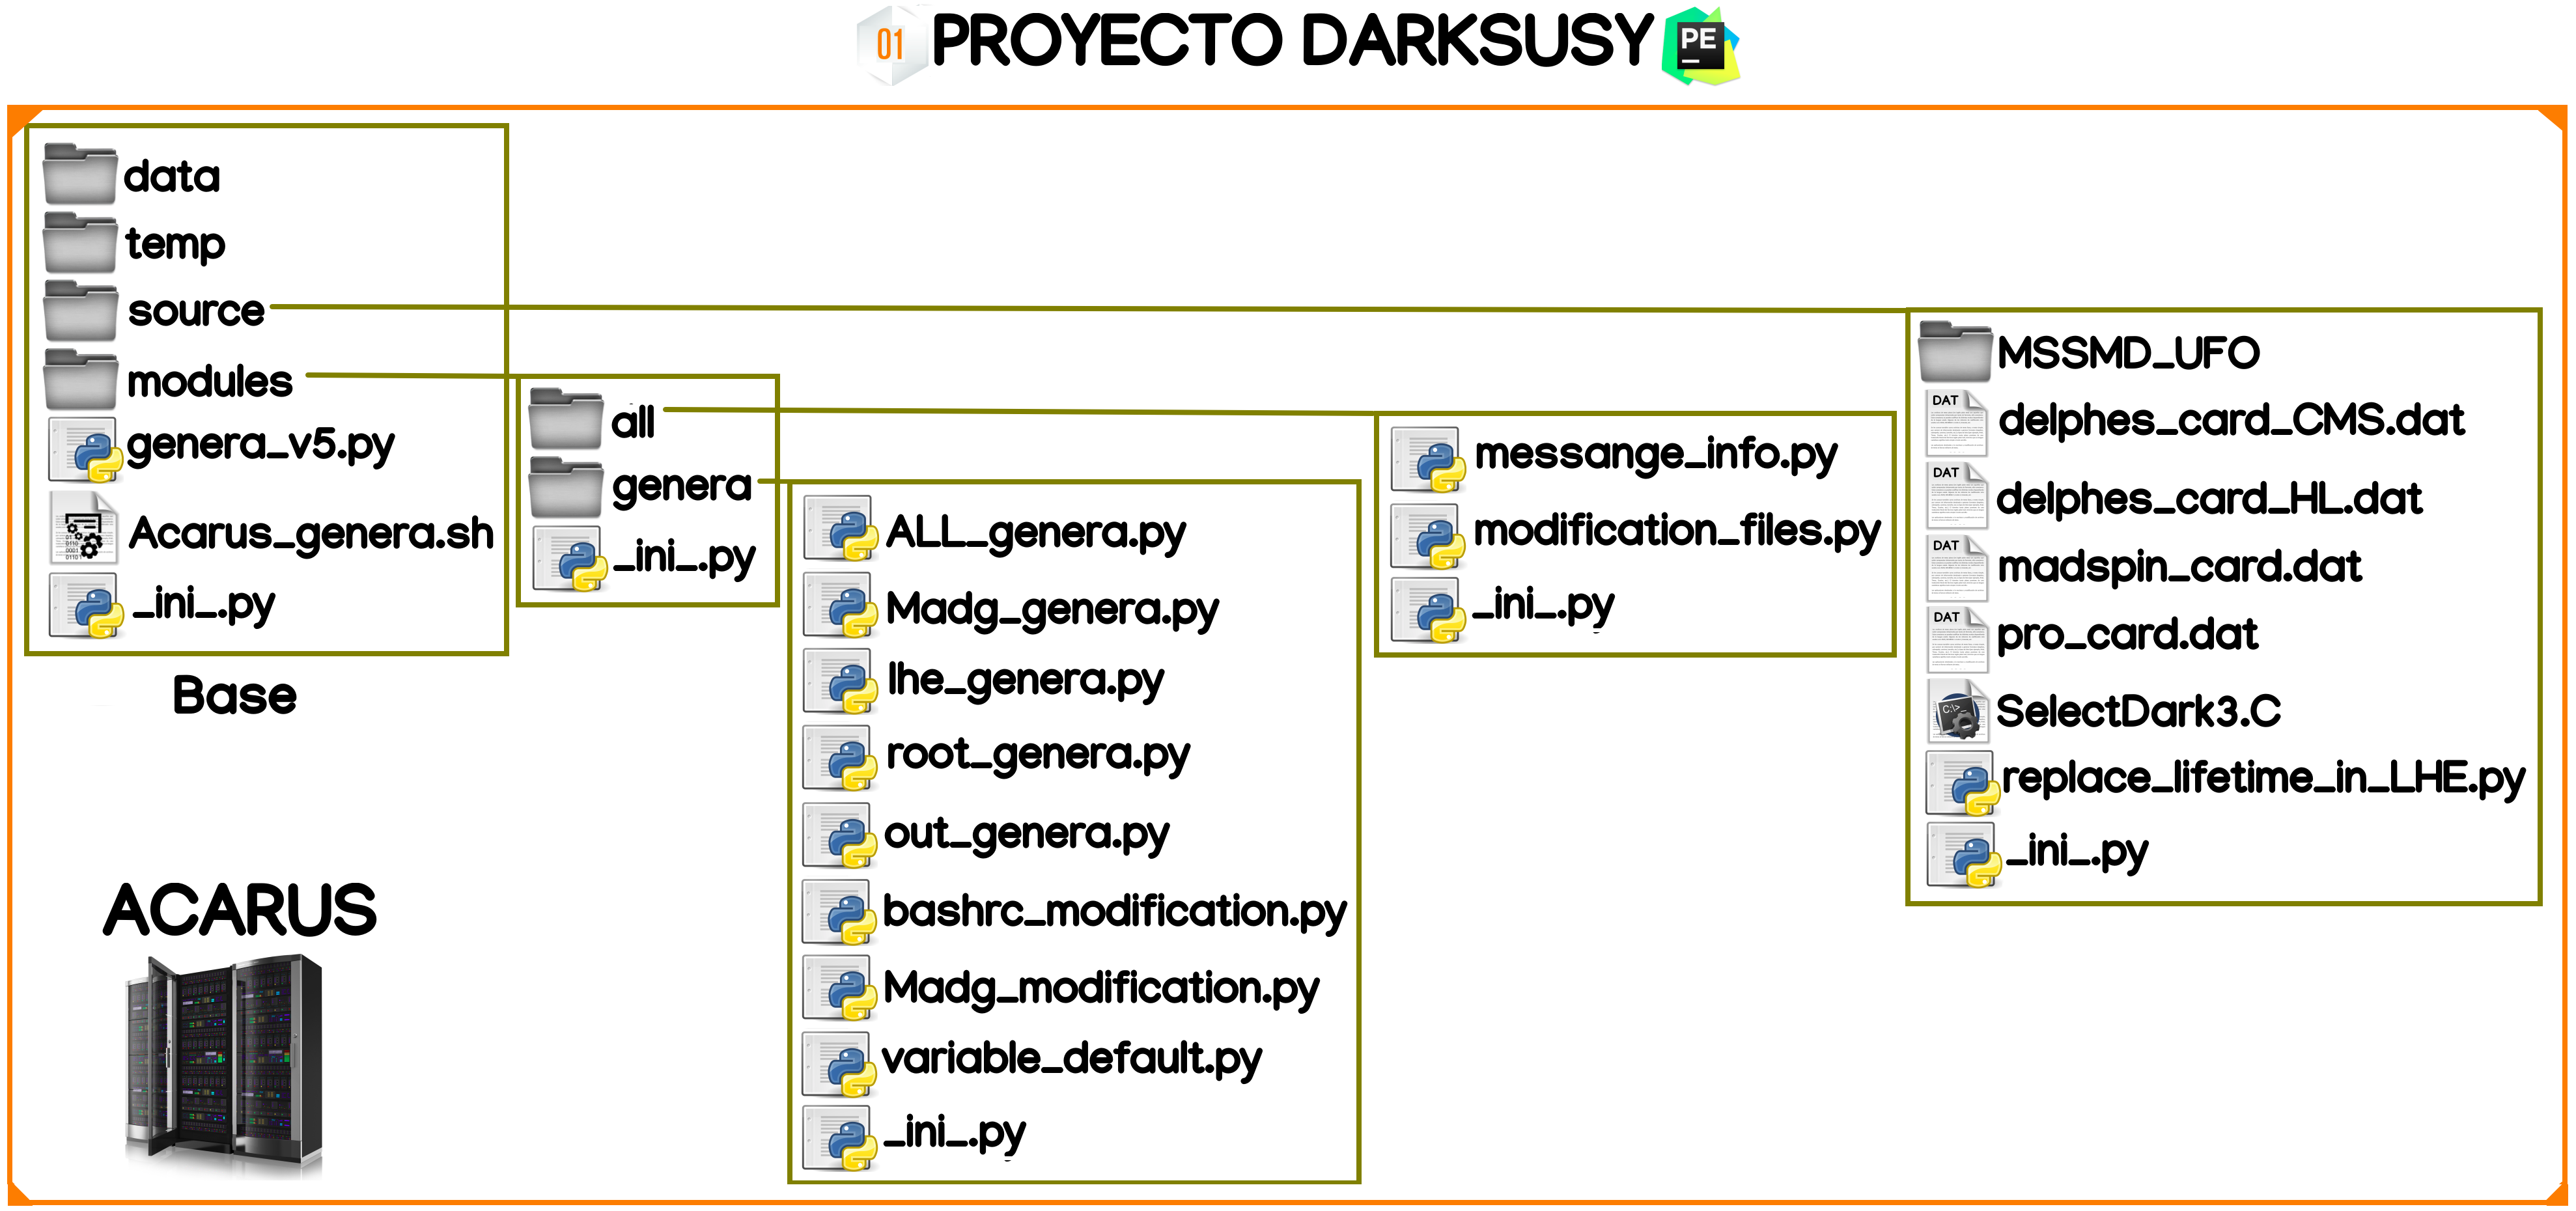 01 PROYECTO DARKSUSY PE
data
temp
source
modules
genera_v5.py
Acarus_genera.sh
_ini_.py
Base
ACARUS
all
genera
_ini_.py
ALL_genera.py
Madg_genera.py
lhe_genera.py
root_genera.py
out_genera.py
bashrc_modification.py
Madg_modification.py
variable_default.py
_ini_.py
messange_info.py
modification_files.py
_ini_.py
MSSMD_UFO
DAT delphes_card_CMS.dat
DAT delphes_card_HL.dat
DAT madspin_card.dat
DAT pro_card.dat
C:\>_ SelectDark3.C
replace_lifetime_in_LHE.py
_ini_.py